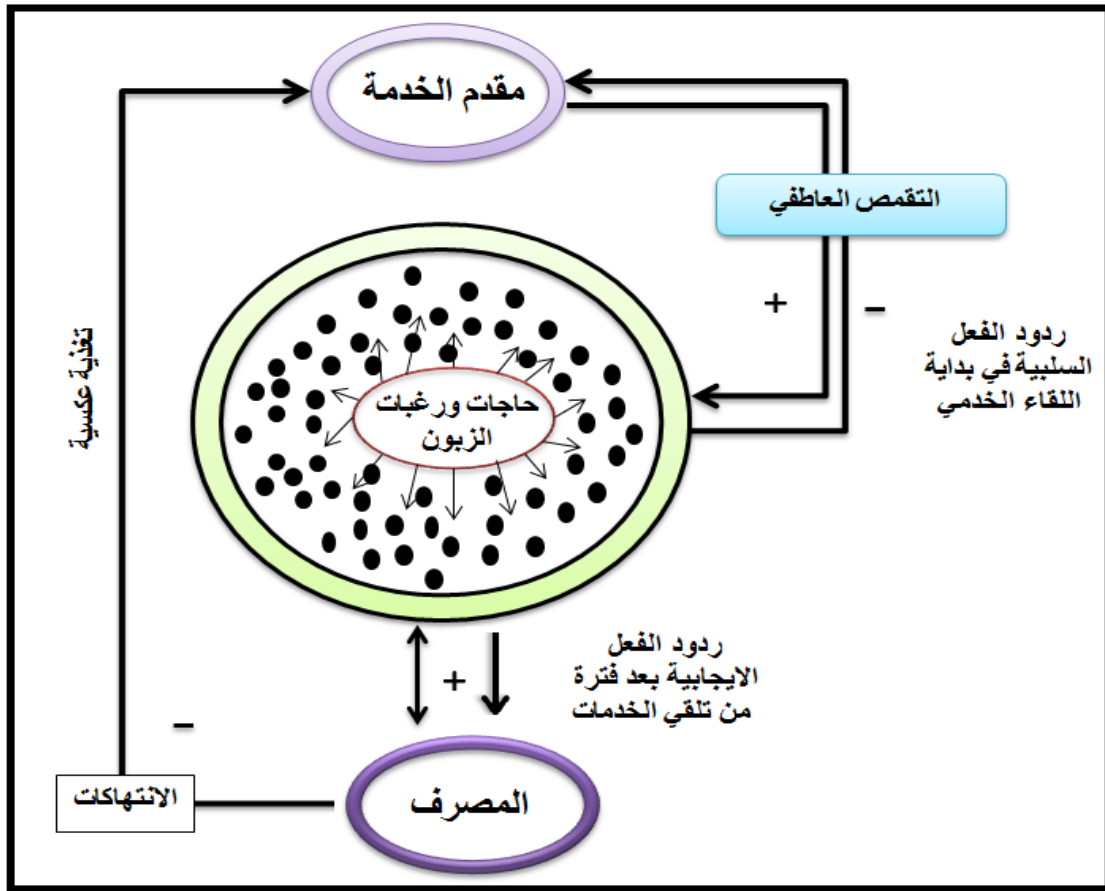 مقدم الخدمة
التقمص العاطفي
+
–
ردود الفعل
السلبية في بداية
اللقاء الخدمي
حاجات ورغبات
الزبون
تغذية عكسية
ردود الفعل
الايجابية بعد فترة
من تلقي الخدمات
+
–
الانتهاكات
المصرف